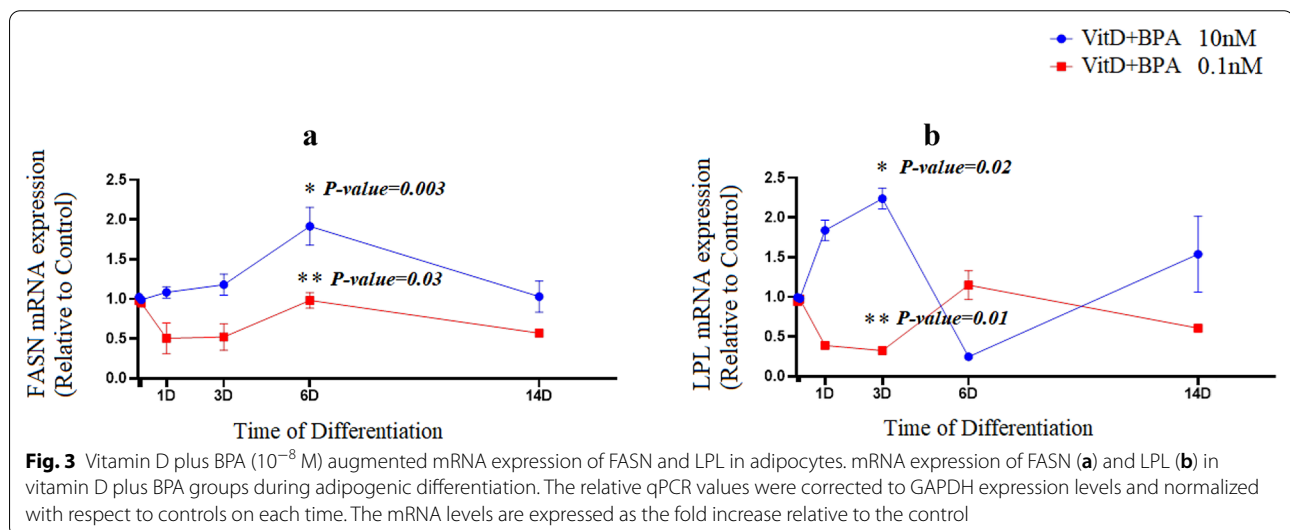 VitD+BPA 10nM
VitD+BPA 0.1nM
a
FASN mRNA expression
(Relative to Control)
2.5
2.0
1.5
1.0
0.5
0.0
* P-value=0.003
** P-value=0.03
1D 3D 6D 14D
Time of Differentiation
b
LPL mRNA expression
(Relative to Control)
2.5
2.0
1.5
1.0
0.5
0.0
* P-value=0.02
** P-value=0.01
1D 3D 6D 14D
Time of Differentiation
Fig. 3 Vitamin D plus BPA (10⁻⁸ M) augmented mRNA expression of FASN and LPL in adipocytes. mRNA expression of FASN (a) and LPL (b) in
vitamin D plus BPA groups during adipogenic differentiation. The relative qPCR values were corrected to GAPDH expression levels and normalized
with respect to controls on each time. The mRNA levels are expressed as the fold increase relative to the control